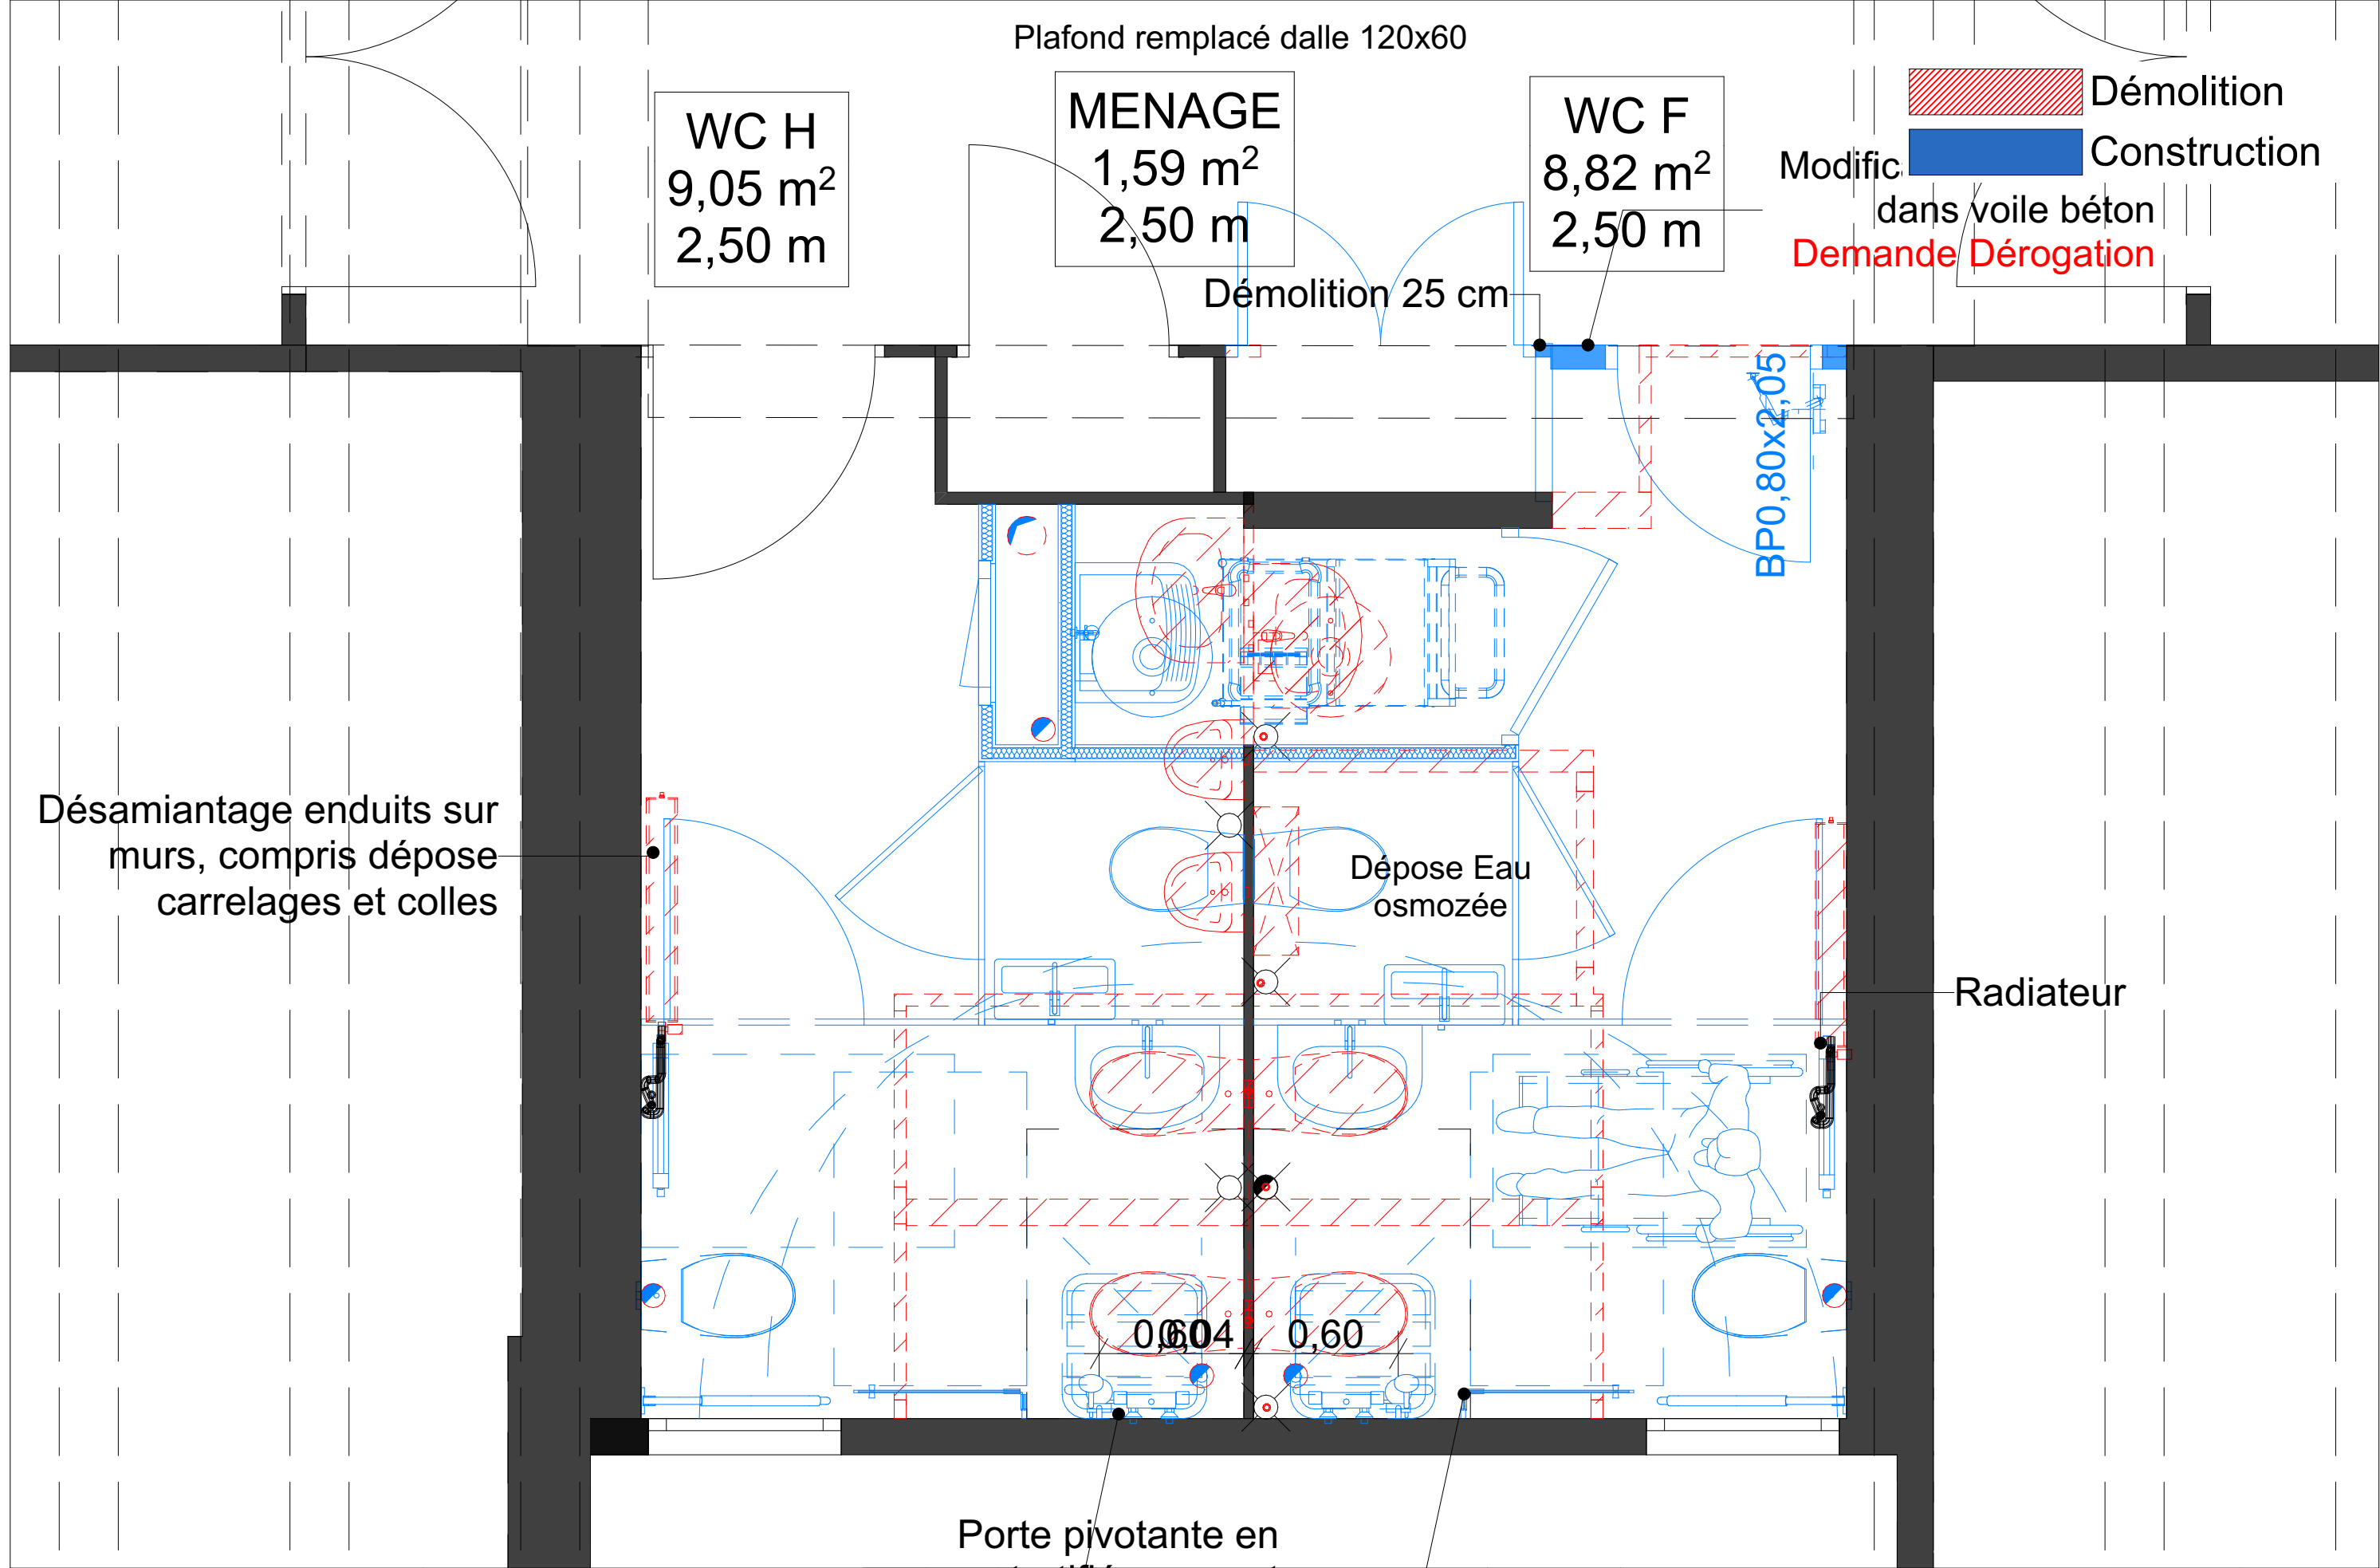 Plafond remplacé dalle 120x60
WC H
9,05 m²
2,50 m
MENAGE
1,59 m²
2,50 m
WC F
8,82 m²
2,50 m
Démolition
Construction
dans voile béton
Demande Dérogation
Démolition 25 cm
BP0,80x2,05
Désamiantage enduits sur
murs, compris dépose
carrelages et colles
Dépose Eau
osmozée
Radiateur
0,60
Porte pivotante en